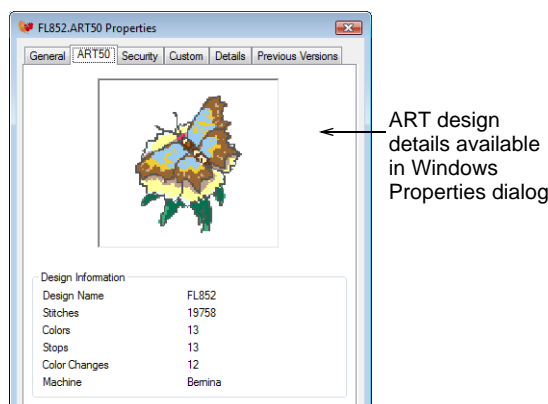 FL852.ART50 Properties
General ART50 Security Custom Details Previous Versions
ART design
details available
in Windows
Properties dialog
Design Information
Design Name FL852
Stitches 19758
Colors 13
Stops 13
Color Changes 12
Machine Bernina